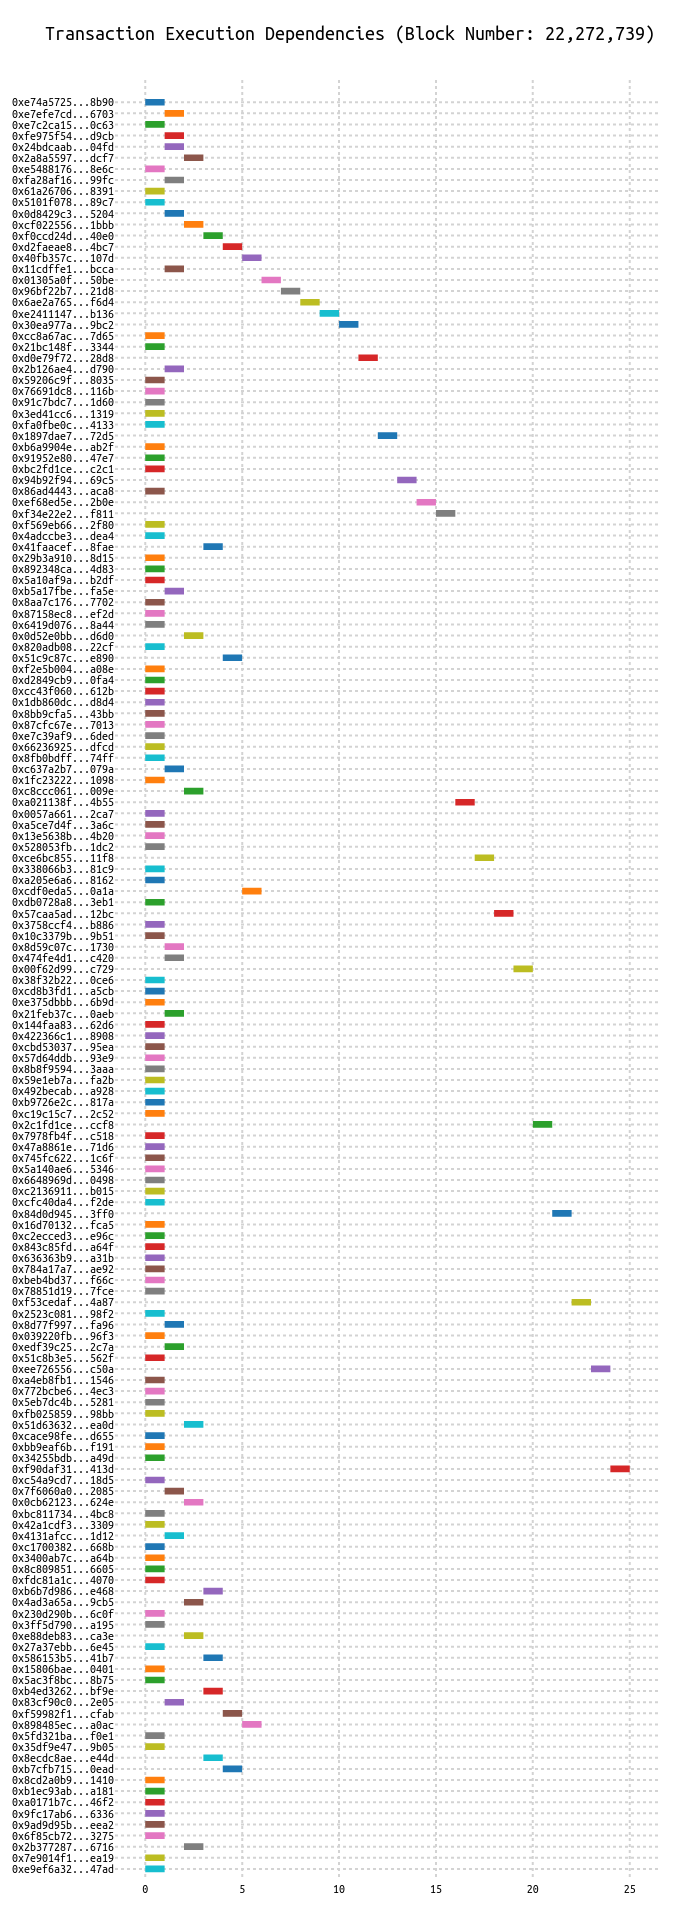 Transaction Execution Dependencies (Block Number: 22,272,739)
0xe74a5725...8b90
0xe7efe7cd...6703
0xe7c2ca15...0c63
0xfe975f54...d9cb
0x24bdcaab...04fd
0x2a8a5597...dcf7
0xe5488176...8e6c
0xfa28af16...99fc
0x61a26706...8391
0x5101f078...89c7
0x0d8429c3...5204
0xcf022556...1bbb
0xf0ccd24d...40e0
0xd2faeae8...4bc7
0x40fb357c...107d
0x11cdffe1...bcca
0x01305a0f...50be
0x96bf22b7...21d8
0x6ae2a765...f6d4
0xe2411147...b136
0x30ea977a...9bc2
0xcc8a67ac...7d65
0x21bc148f...3344
0xd0e79f72...28d8
0x2b126ae4...d790
0x59206c9f...8035
0x76691dc8...116b
0x91c7bdc7...1d60
0x3ed41cc6...1319
0xfa0fbe0c...4133
0x1897dae7...72d5
0xb6a9904e...ab2f
0x91952e80...47e7
0xbc2fd1ce...c2c1
0x94b92f94...69c5
0x86ad4443...aca8
0xef68ed5e...2b0e
0xf34e22e2...f811
0xf569eb66...2f80
0x4adccbe3...dea4
0x41faacef...8fae
0x29b3a910...8d15
0x892348ca...4d83
0x5a10af9a...b2df
0xb5a17fbe...fa5e
0x8aa7c176...7702
0x87158ec8...ef2d
0x6419d076...8a44
0x0d52e0bb...d6d0
0x820adb08...22cf
0x51c9c87c...e890
0xf2e5b004...a08e
0xd2849cb9...0fa4
0xcc43f060...612b
0x1db860dc...d8d4
0x8bb9cfa5...43bb
0x87cfc67e...7013
0xe7c39af9...6ded
0x66236925...dfcd
0x8fb0bdff...74ff
0xc637a2b7...079a
0x1fc23222...1098
0xc8ccc061...009e
0xa021138f...4b55
0x0057a661...2ca7
0xa5ce7d4f...3a6c
0x13e5638b...4b20
0x528053fb...1dc2
0xce6bc855...11f8
0x338066b3...81c9
0xa205e6a6...8162
0xcdf0eda5...0a1a
0xdb0728a8...3eb1
0x57caa5ad...12bc
0x3758ccf4...b886
0x10c3379b...9b51
0x8d59c07c...1730
0x474fe4d1...c420
0x00f62d99...c729
0x38f32b22...0ce6
0xcd8b3fd1...a5cb
0xe375dbbb...6b9d
0x21feb37c...0aeb
0x144faa83...62d6
0x422366c1...8908
0xcbd53037...95ea
0x57d64ddb...93e9
0x8b8f9594...3aaa
0x59e1eb7a...fa2b
0x492becab...a928
0xb9726e2c...817a
0xc19c15c7...2c52
0x2c1fd1ce...ccf8
0x7978fb4f...c518
0x47a8861e...71d6
0x745fc622...1c6f
0x5a140ae6...5346
0x6648969d...0498
0xc2136911...b015
0xcfc40da4...f2de
0x84d0d945...3ff0
0x16d70132...fca5
0xc2ecced3...e96c
0x843c85fd...a64f
0x636363b9...a31b
0x784a17a7...ae92
0xbeb4bd37...f66c
0x78851d19...7fce
0xf53cedaf...4a87
0x2523c081...98f2
0x8d77f997...fa96
0x039220fb...96f3
0xedf39c25...2c7a
0x51c8b3e5...562f
0xee726556...c50a
0xa4eb8fb1...1546
0x772bcbe6...4ec3
0x5eb7dc4b...5281
0xfb025859...98bb
0x51d63632...ea0d
0xcace98fe...d655
0xbb9eaf6b...f191
0x34255bdb...a49d
0xf90daf31...413d
0xc54a9cd7...18d5
0x7f6060a0...2085
0x0cb62123...624e
0xbc811734...4bc8
0x42a1cdf3...3309
0x4131afcc...1d12
0xc1700382...668b
0x3400ab7c...a64b
0x8c809851...6605
0xfdc81a1c...4070
0xb6b7d986...e468
0x4ad3a65a...9cb5
0x230d290b...6c0f
0x3ff5d790...a195
0xe88deb83...ca3e
0x27a37ebb...6e45
0x586153b5...41b7
0x15806bae...0401
0x5ac3f8bc...8b75
0xb4ed3262...bf9e
0x83cf90c0...2e05
0xf59982f1...cfab
0x898485ec...a0ac
0x5fd321ba...f0e1
0x35df9e47...9b05
0x8ecdc8ae...e44d
0xb7cfb715...0ead
0x8cd2a0b9...1410
0xb1ec93ab...a181
0xa0171b7c...46f2
0x9fc17ab6...6336
0x9ad9d95b...eea2
0x6f85cb72...3275
0x2b377287...6716
0x7e9014f1...ea19
0xe9ef6a32...47ad
0 5 10 15 20 25